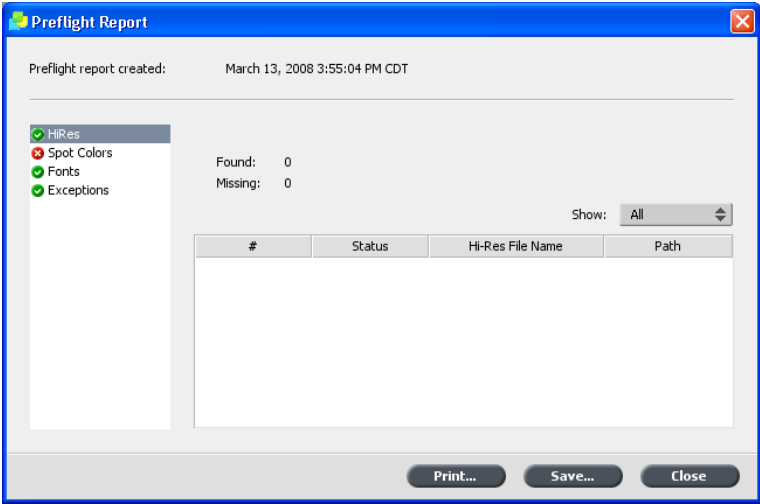 Preflight Report
Preflight report created: March 13, 2008 3:55:04 PM CDT
HiRes
Spot Colors
Fonts
Exceptions
Found: 0
Missing: 0
Show: All
# Status Hi-Res File Name Path
Print... Save... Close